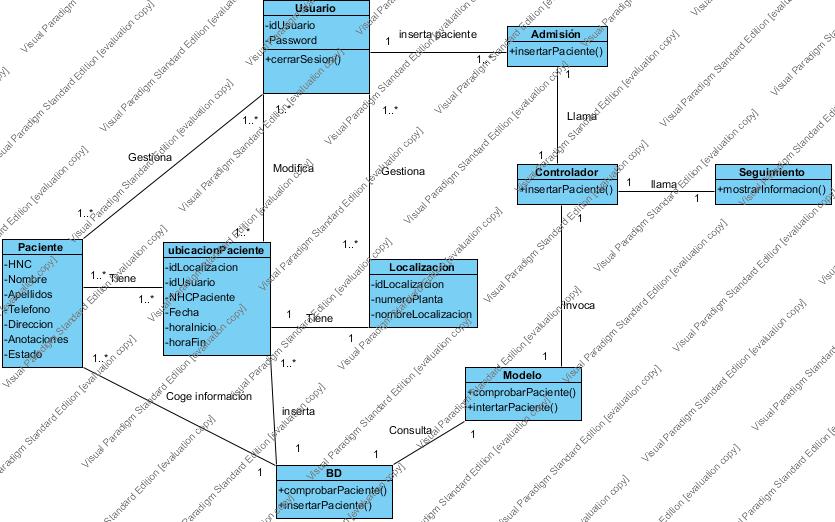 Usuario
-idUsuario
-Password
+cerrarSesion()
inserta paciente
1
1..*
Admisión
+insertarPaciente()
1
Llama
1
1..*
1..*
1..*
Gestiona
Modifica
Gestiona
Controlador
+insertarPaciente()
1
llama
1
Seguimiento
+mostrarInformacion()
1
1..*
1..*
1..*
Paciente
-HNC
-Nombre
-Apellidos
-Telefono
-Direccion
-Anotaciones
-Estado
1..*
Tiene
1..*
ubicacionPaciente
-idLocalizacion
-idUsuario
-NHCPaciente
-Fecha
-horaInicio
-horaFin
Localización
-idLocalizacion
-numeroPlanta
-nombreLocalizacion
1
Tiene
1
Invoca
1
1..*
1..*
Modelo
+comprobarPaciente()
+intertarPaciente()
Coge información
inserta
Consulta
1
1
1
1
BD
+comprobarPaciente()
+insertarPaciente()
Visual Paradigm Standard Edition [evaluation copy]